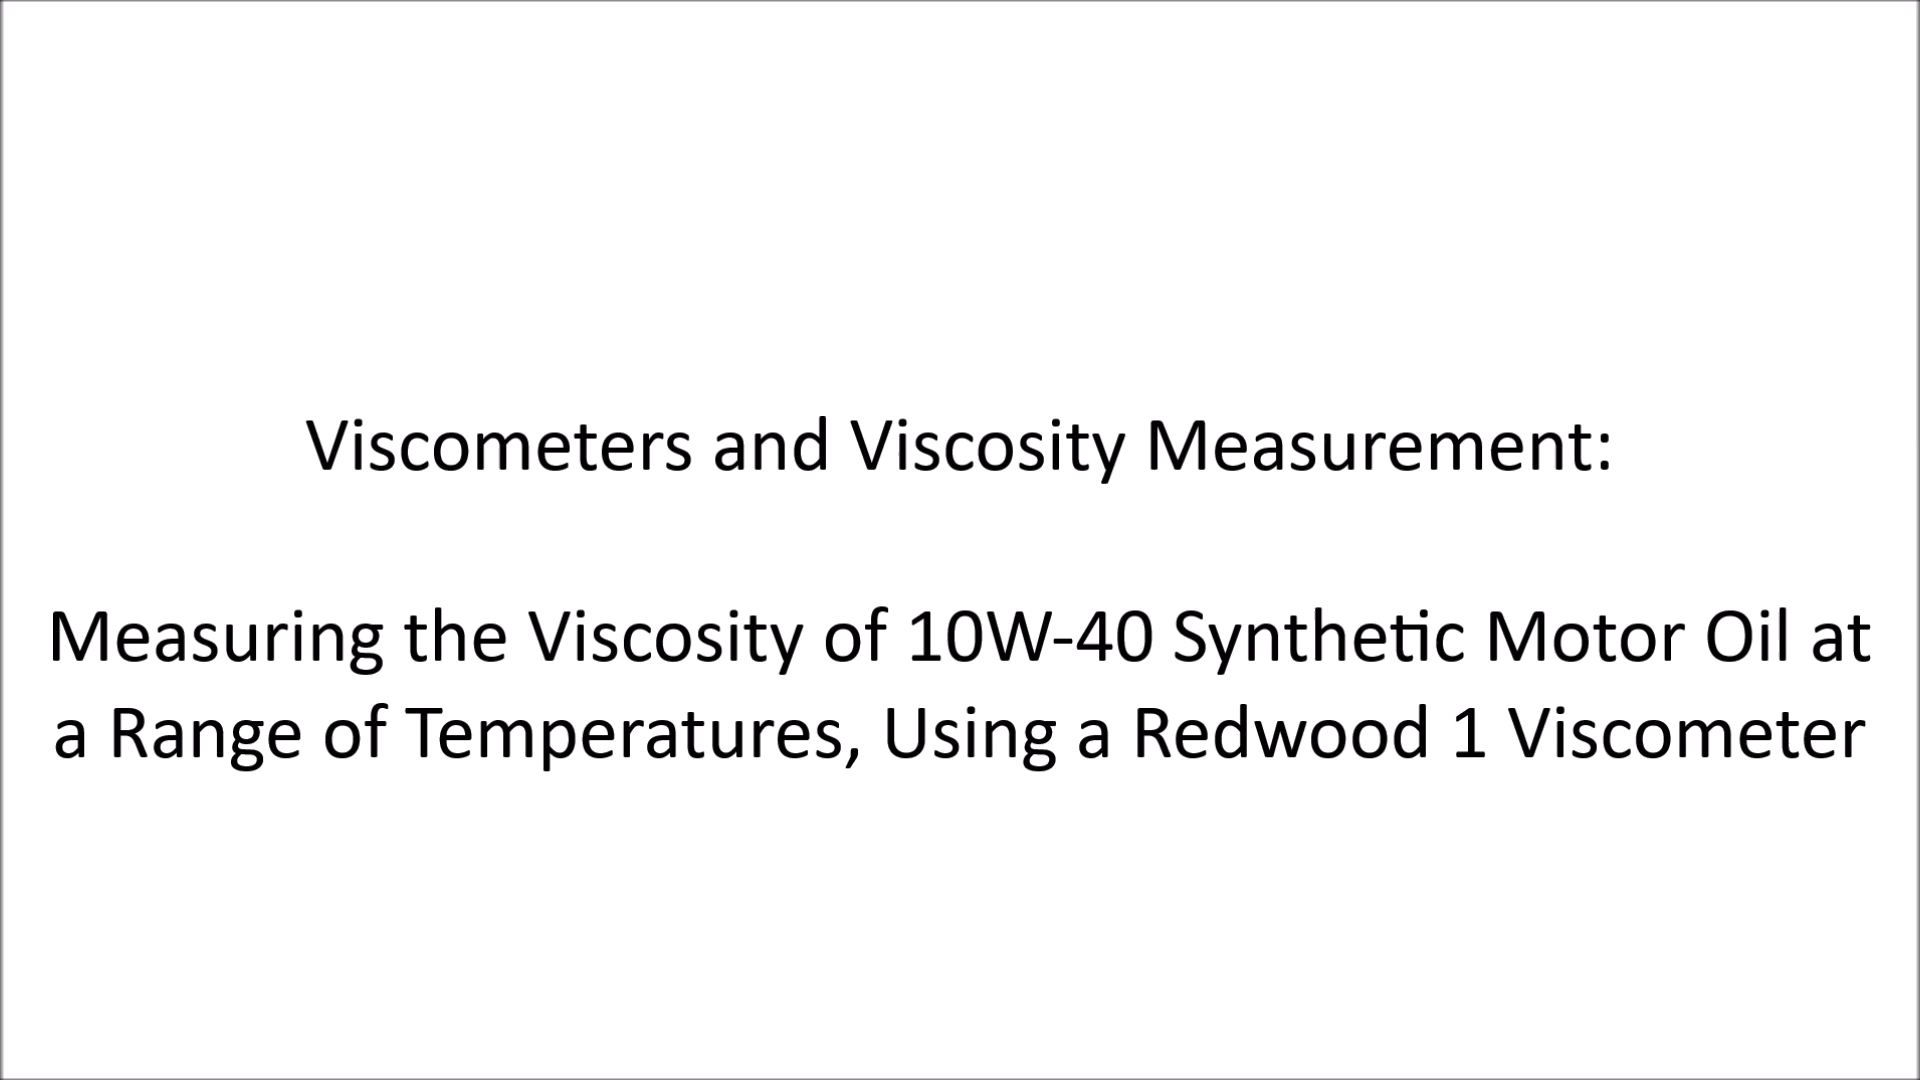 Viscometers and Viscosity Measurement:
Measuring the Viscosity of 10W-40 Synthetic Motor Oil at
a Range of Temperatures, Using a Redwood 1 Viscometer